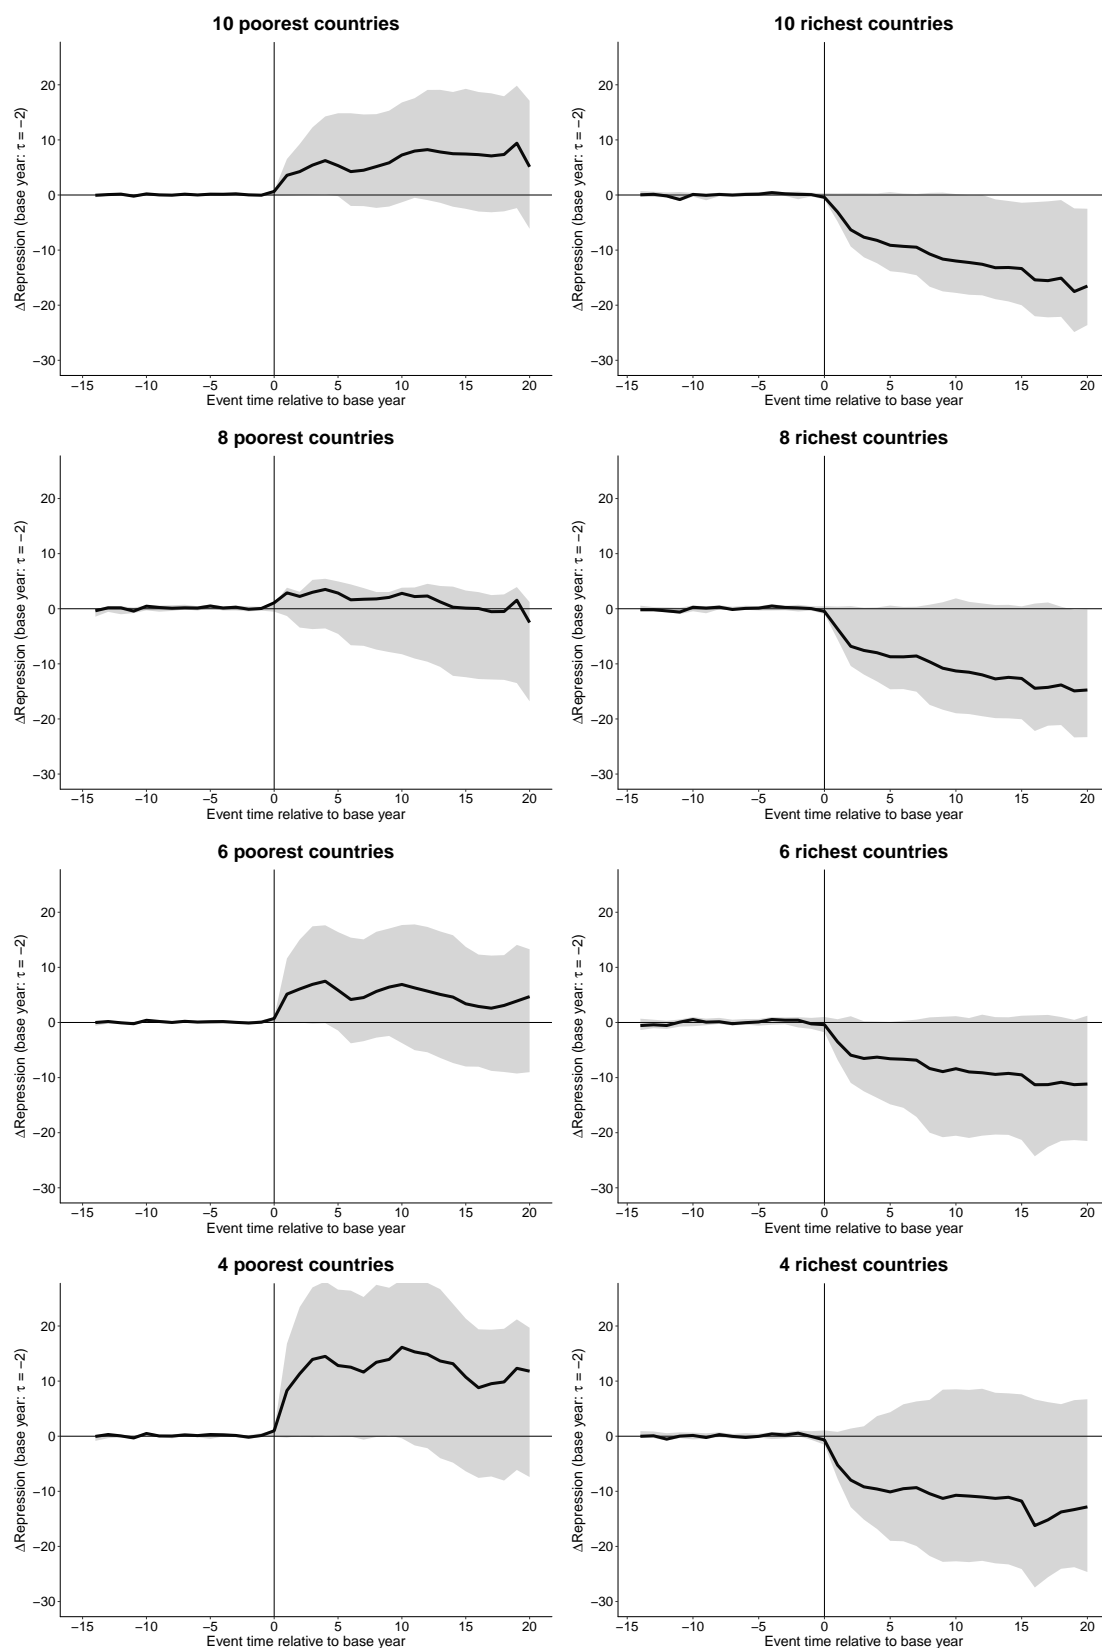 10 poorest countries
20
10
0
−10
−20
−30
ΔRepression (base year: τ = −2)
−15 −10 −5 0 5 10 15 20
Event time relative to base year
10 richest countries
20
10
0
−10
−20
−30
ΔRepression (base year: τ = −2)
−15 −10 −5 0 5 10 15 20
Event time relative to base year
8 poorest countries
20
10
0
−10
−20
−30
ΔRepression (base year: τ = −2)
−15 −10 −5 0 5 10 15 20
Event time relative to base year
8 richest countries
20
10
0
−10
−20
−30
ΔRepression (base year: τ = −2)
−15 −10 −5 0 5 10 15 20
Event time relative to base year
6 poorest countries
20
10
0
−10
−20
−30
ΔRepression (base year: τ = −2)
−15 −10 −5 0 5 10 15 20
Event time relative to base year
6 richest countries
20
10
0
−10
−20
−30
ΔRepression (base year: τ = −2)
−15 −10 −5 0 5 10 15 20
Event time relative to base year
4 poorest countries
20
10
0
−10
−20
−30
ΔRepression (base year: τ = −2)
−15 −10 −5 0 5 10 15 20
Event time relative to base year
4 richest countries
20
10
0
−10
−20
−30
ΔRepression (base year: τ = −2)
−15 −10 −5 0 5 10 15 20
Event time relative to base year